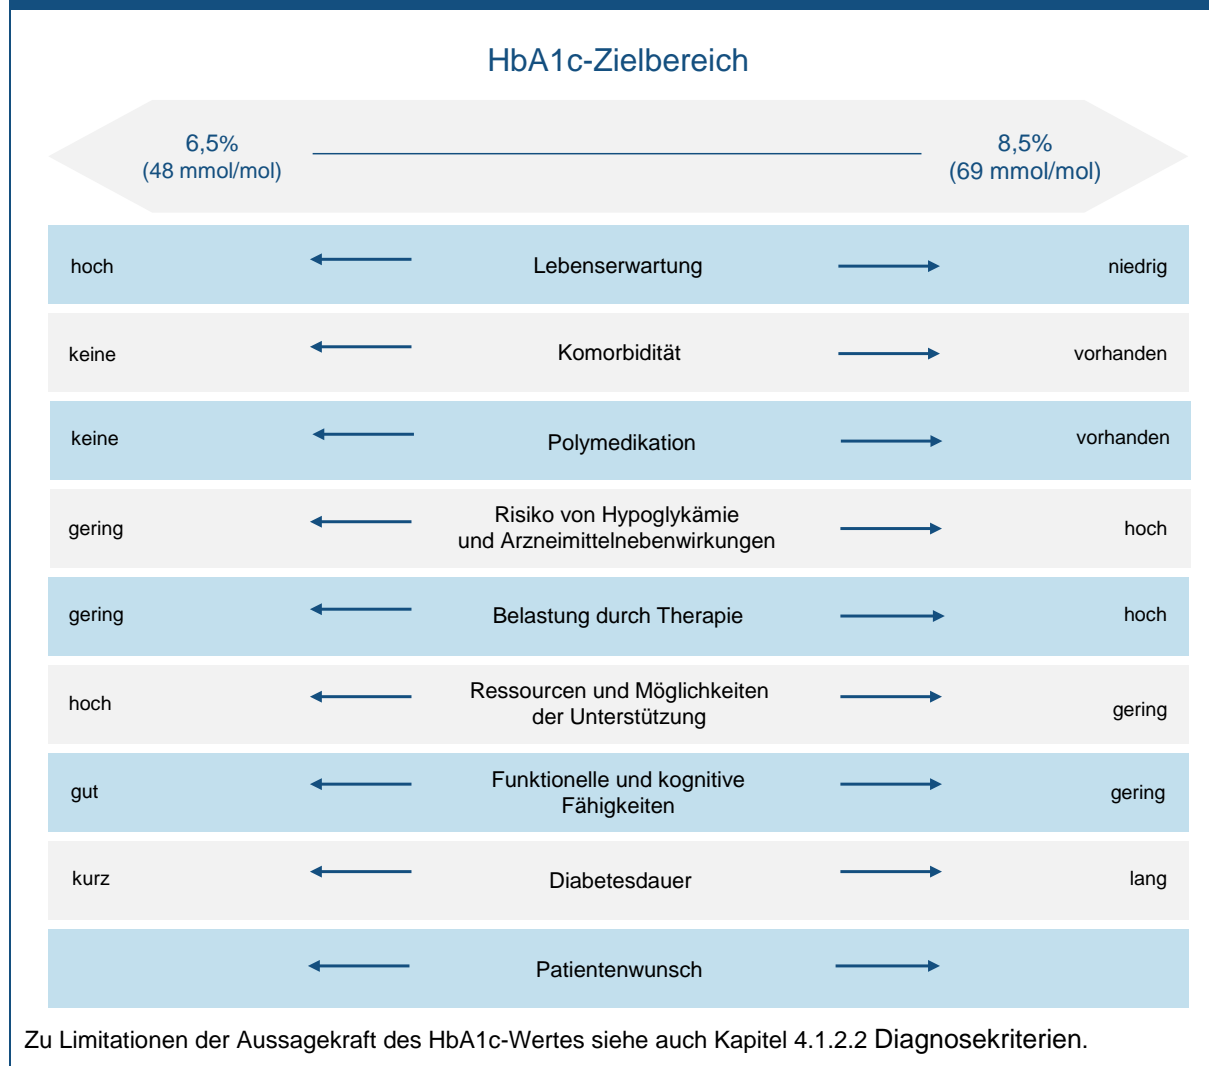 HbA1c-Zielbereich
6,5% 8,5%
(48 mmol/mol) (69 mmol/mol)
hoch Lebenserwartung niedrig
keine Komorbidität vorhanden
keine Polymedikation vorhanden
gering Risiko von Hypoglykämie hoch
und Arzneimittelnebenwirkungen
gering Belastung durch Therapie hoch
hoch Ressourcen und Möglichkeiten gering
der Unterstützung
gut Funktionelle und kognitive gering
Fähigkeiten
kurz Diabetesdauer lang
Patientenwunsch
Zu Limitationen der Aussagekraft des HbA1c-Wertes siehe auch Kapitel 4.1.2.2 Diagnosekriterien.